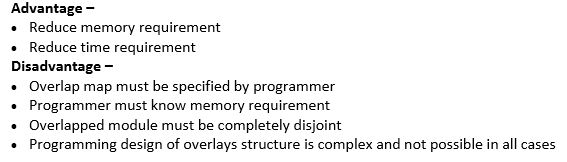 Advantage –
• Reduce memory requirement
• Reduce time requirement
Disadvantage –
• Overlap map must be specified by programmer
• Programmer must know memory requirement
• Overlapped module must be completely disjoint
• Programming design of overlays structure is complex and not possible in all cases